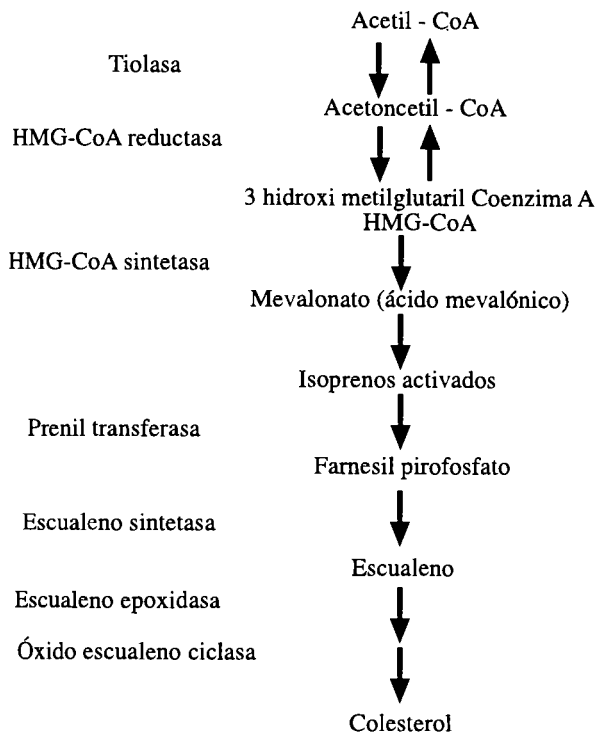 Acetil - CoA
Tiolasa
Acetoncetil - CoA
HMG-CoA reductasa
3 hidroxi metilglutaril Coenzima A
HMG-CoA
HMG-CoA sintetasa
Mevalonato (ácido mevalónico)
Isoprenos activados
Prenil transferasa
Farnesil pirofosfato
Escualeno sintetasa
Escualeno
Escualeno epoxidasa
Óxido escualeno ciclasa
Colesterol